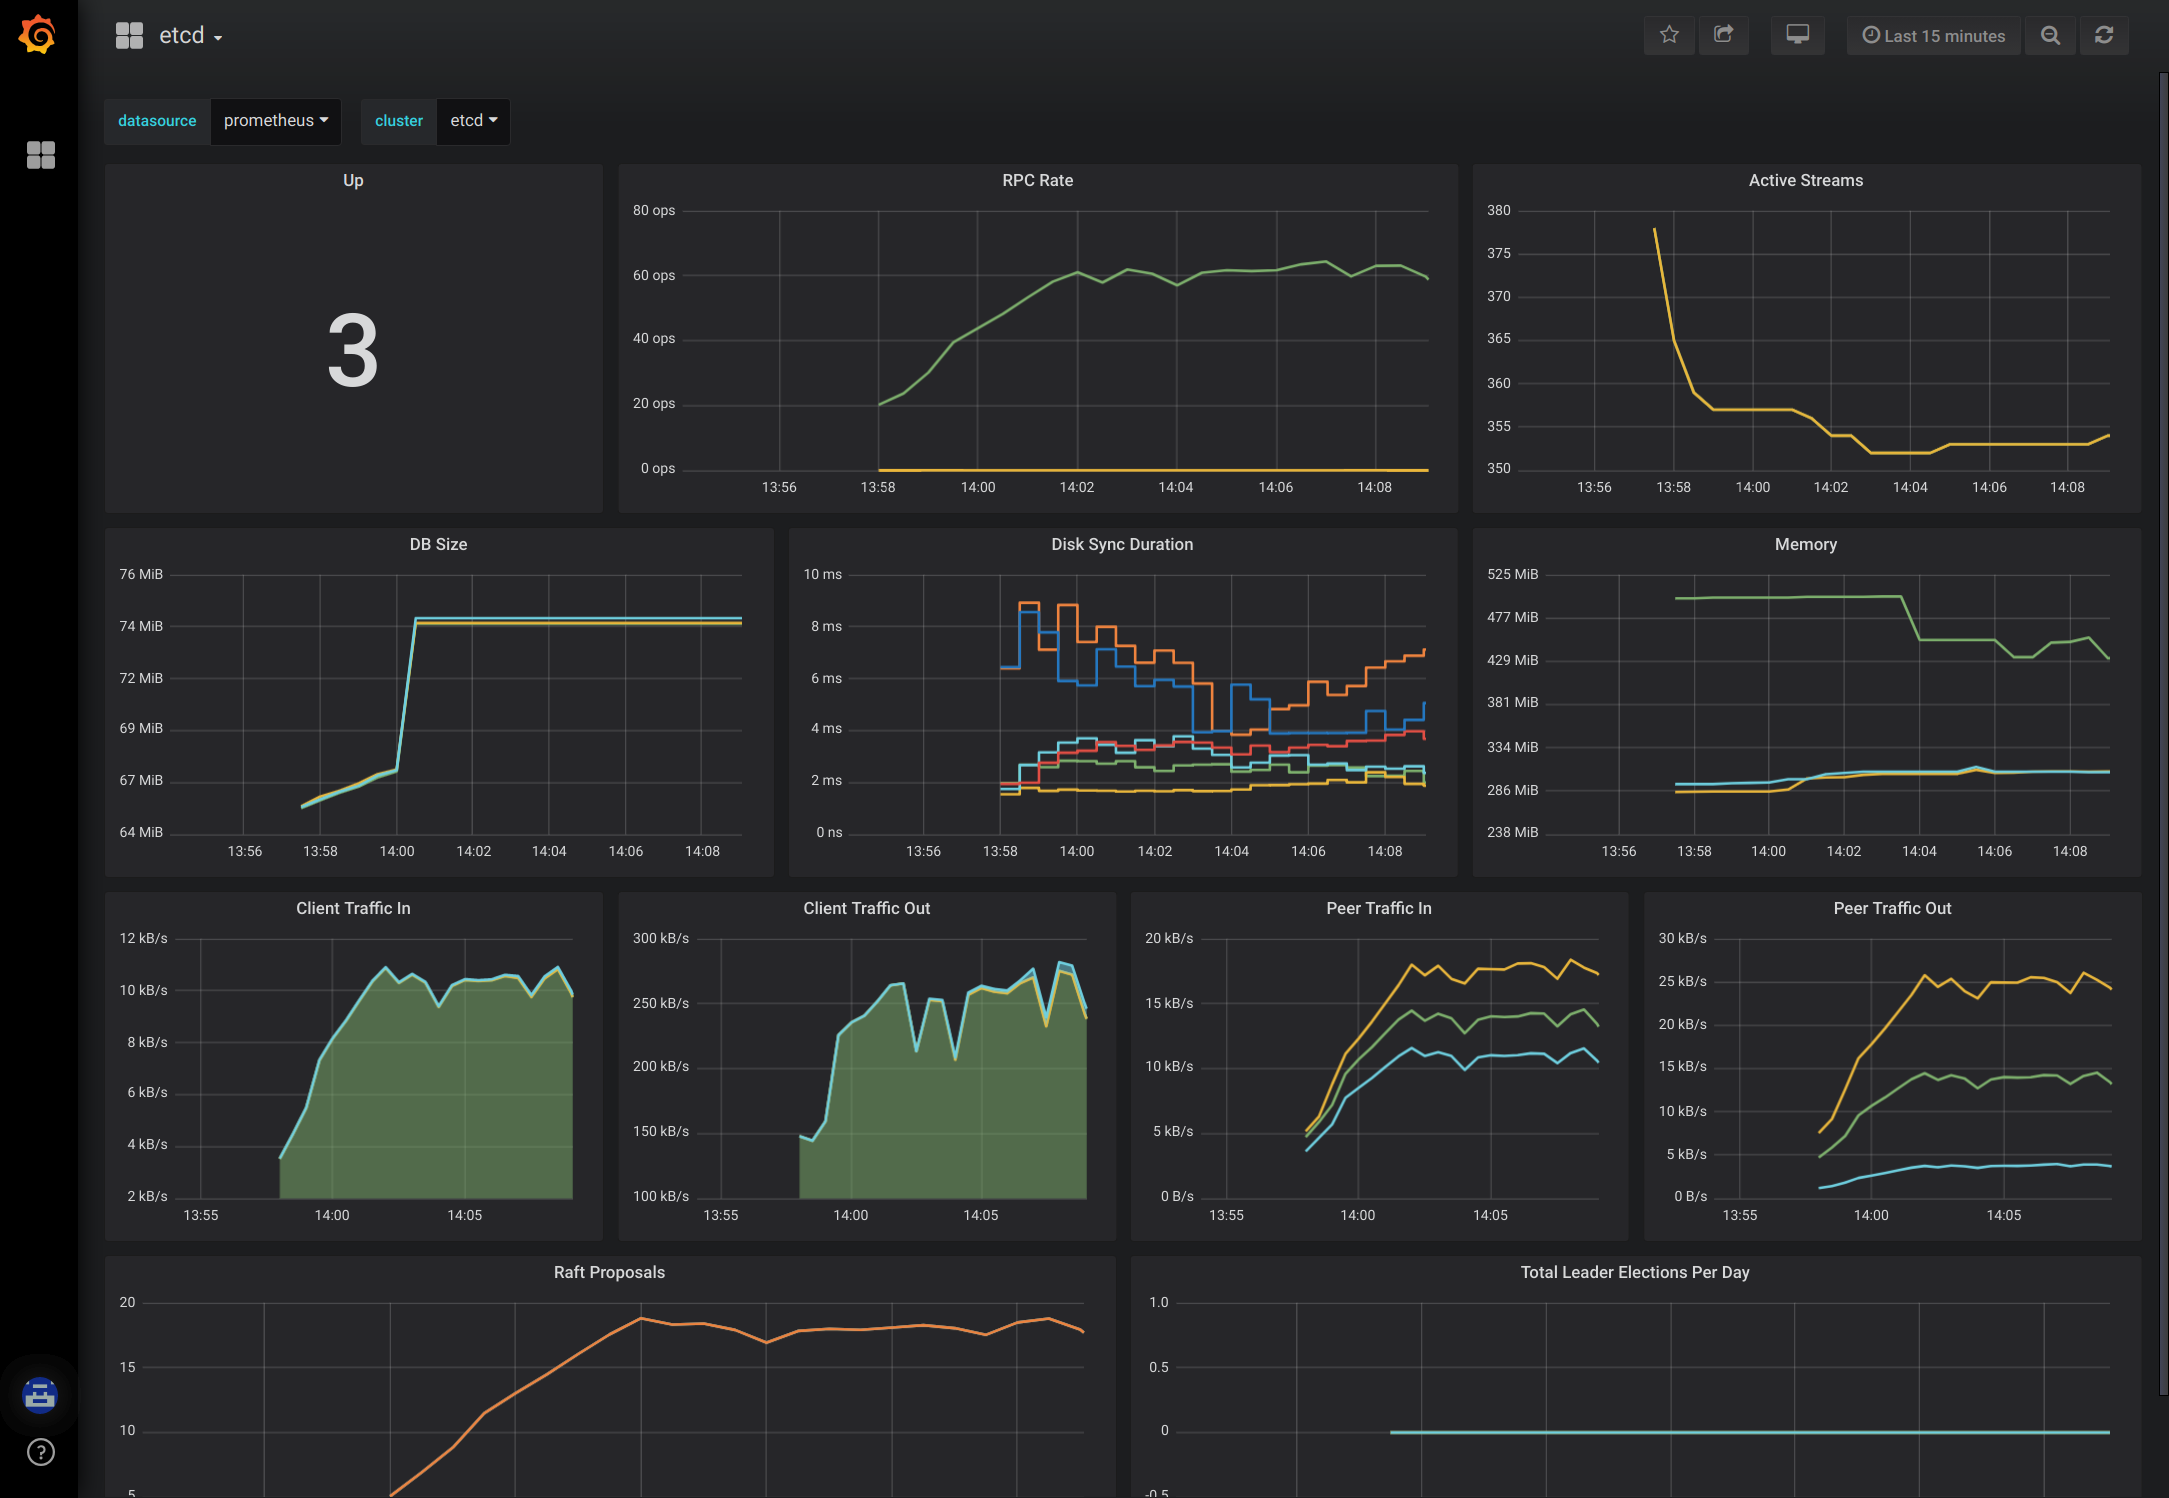 etcd
Last 15 minutes
datasource prometheus cluster etcd
Up
3
RPC Rate
80 ops
60 ops
40 ops
20 ops
0 ops
13:56 13:58 14:00 14:02 14:04 14:06 14:08
Active Streams
380
375
370
365
360
355
350
13:56 13:58 14:00 14:02 14:04 14:06 14:08
DB Size
76 MiB
74 MiB
72 MiB
69 MiB
67 MiB
64 MiB
13:56 13:58 14:00 14:02 14:04 14:06 14:08
Disk Sync Duration
10 ms
8 ms
6 ms
4 ms
2 ms
0 ns
13:56 13:58 14:00 14:02 14:04 14:06 14:08
Memory
525 MiB
477 MiB
429 MiB
381 MiB
334 MiB
286 MiB
238 MiB
13:56 13:58 14:00 14:02 14:04 14:06 14:08
Client Traffic In
12 kB/s
10 kB/s
8 kB/s
6 kB/s
4 kB/s
2 kB/s
13:55 14:00 14:05
Client Traffic Out
300 kB/s
250 kB/s
200 kB/s
150 kB/s
100 kB/s
13:55 14:00 14:05
Peer Traffic In
20 kB/s
15 kB/s
10 kB/s
5 kB/s
0 B/s
13:55 14:00 14:05
Peer Traffic Out
30 kB/s
25 kB/s
20 kB/s
15 kB/s
10 kB/s
5 kB/s
0 B/s
13:55 14:00 14:05
Raft Proposals
20
15
10
5
Total Leader Elections Per Day
1.0
0.5
0
-0.5